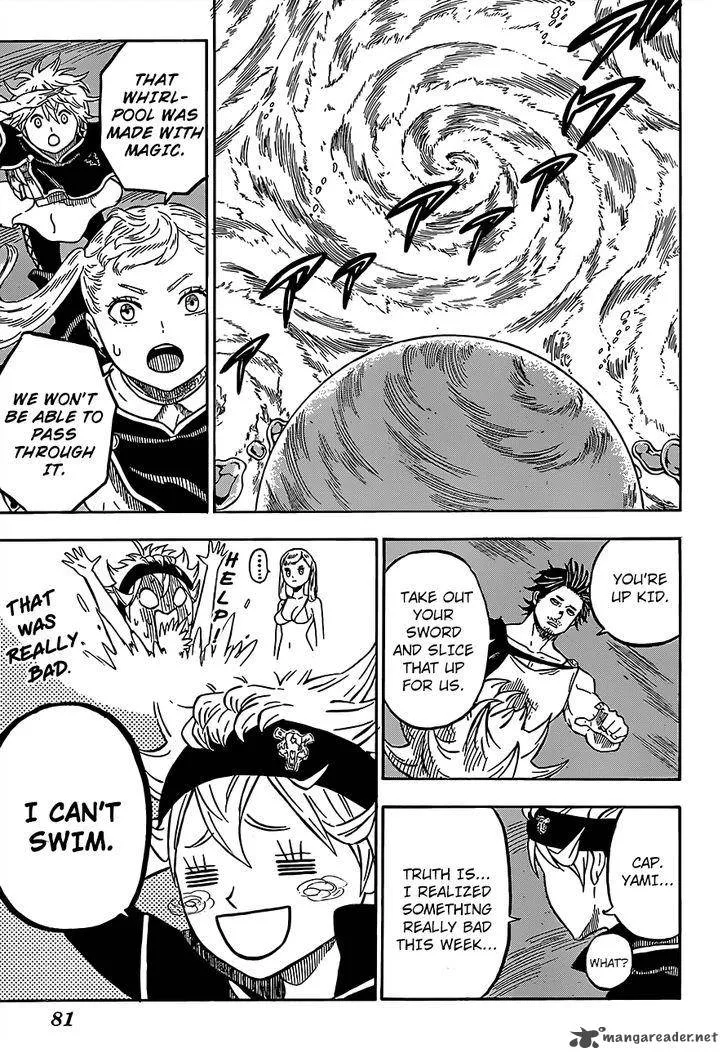 THAT
WHIRL-
POOL WAS
MADE WITH
MAGIC.
WE WON'T
BE ABLE TO
PASS
THROUGH
IT.
YOU'RE
UP KID.
TAKE OUT
YOUR
SWORD
AND SLICE
THAT UP
FOR US.
CAP.
YAMI...
WHAT?
TRUTH IS...
I REALIZED
SOMETHING
REALLY BAD
THIS WEEK...
......
HELP!
THAT
WAS
REALLY.
BAD.
I CAN'T
SWIM.
81
mangareader.net